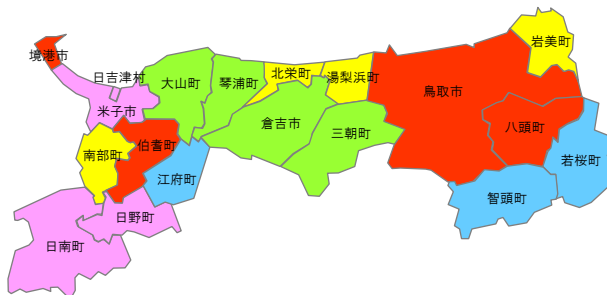 岩美町
境港市
日吉津村
大山町
琴浦町
北栄町
湯梨浜町
鳥取市
米子市
倉吉市
三朝町
八頭町
伯耆町
南部町
若桜町
江府町
智頭町
日野町
日南町